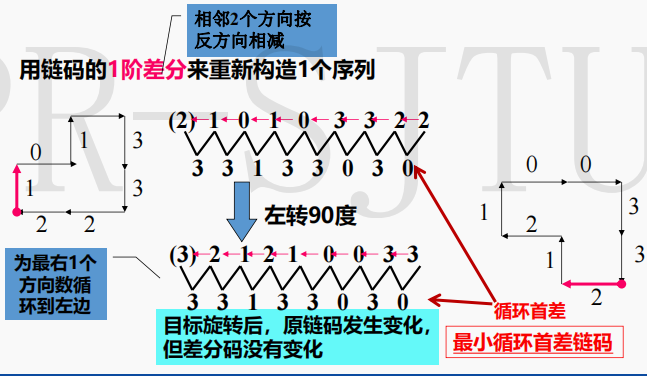 相邻2个方向按
反方向相减
用链码的1阶差分来重新构造1个序列
PR-SJTU
(2) 1 0 1 0 3 3 2 2
3 3 1 3 3 0 3 0
0
1
3
1
3
2 2
左转90度
0 0
1
2
3
1
3
2
为最右1个
方向数循
环到左边
(3) 2 1 2 1 0 0 3 3
3 3 1 3 3 0 3 0
循环首差
目标旋转后，原链码发生变化，
但差分码没有变化
最小循环首差链码